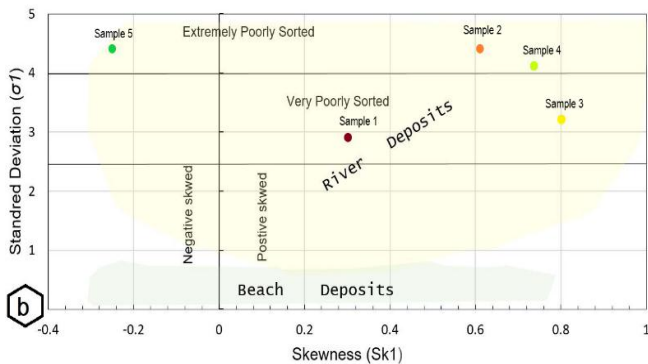 5
Sample 5
Extremely Poorly Sorted
Sample 2
Sample 4
4
Very Poorly Sorted
Sample 3
Sample 1
3
River Deposits
Standred Deviation (σ1)
2
Negative skwed
Postive skwed
1
Beach Deposits
b
-0.4
-0.2
0
0.2
0.4
0.6
0.8
1
Skewness (Sk1)